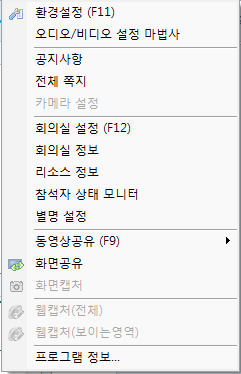 환경설정 (F11)
오디오/비디오 설정 마법사
공지사항
전체 쪽지
카메라 설정
회의실 설정 (F12)
회의실 정보
리소스 정보
참석자 상태 모니터
별명 설정
동영상공유 (F9)
화면공유
화면캡처
웹캡처(전체)
웹캡처(보이는영역)
프로그램 정보...